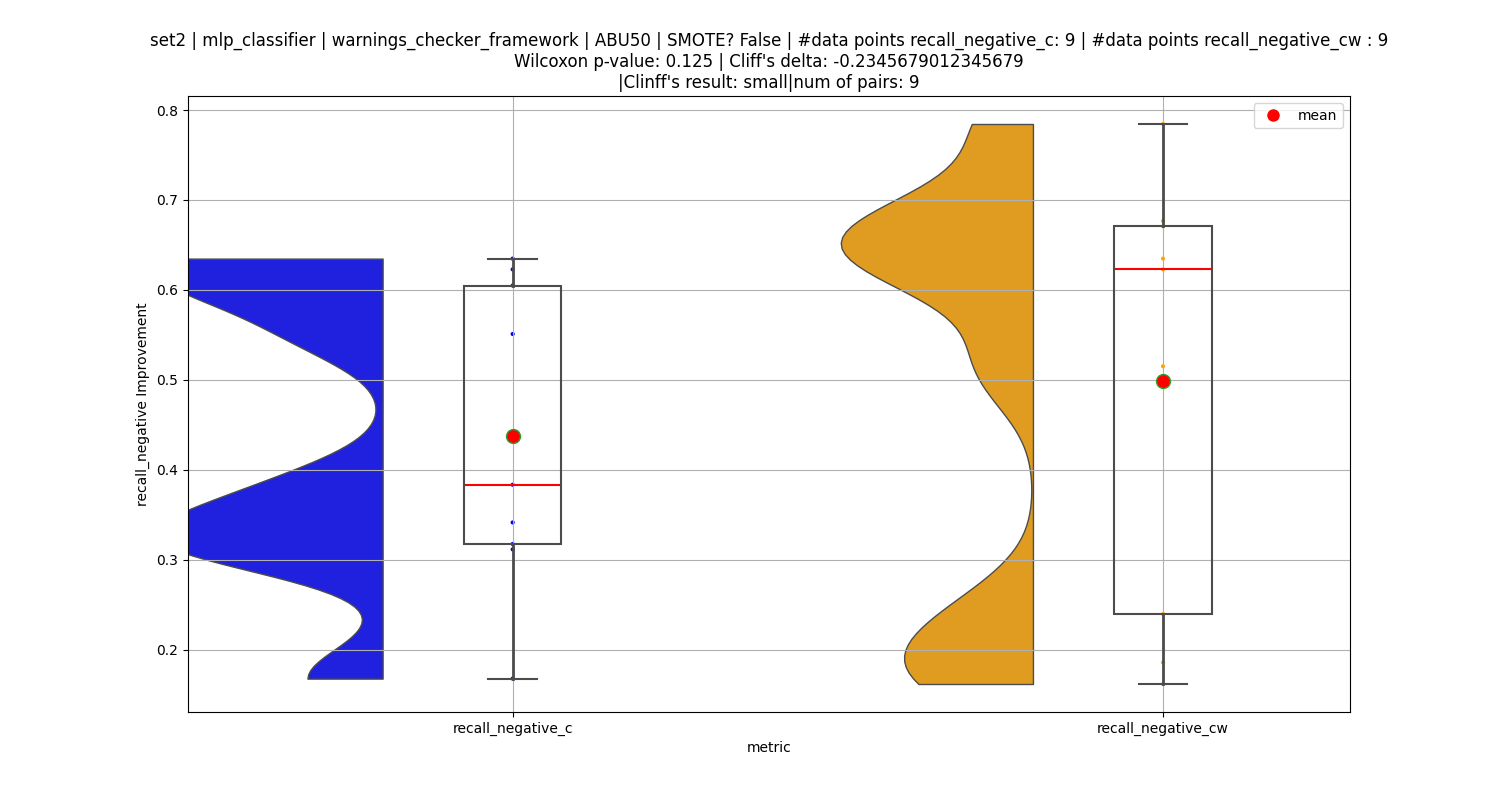 set2 | mlp_classifier | warnings_checker_framework | ABU50 | SMOTE? False | #data points recall_negative_c: 9 | #data points recall_negative_cw : 9
Wilcoxon p-value: 0.125 | Cliff's delta: -0.2345679012345679
|Clinff's result: small|num of pairs: 9
mean
0.8
0.7
0.6
0.5
0.4
0.3
0.2
recall_negative Improvement
recall_negative_c
recall_negative_cw
metric